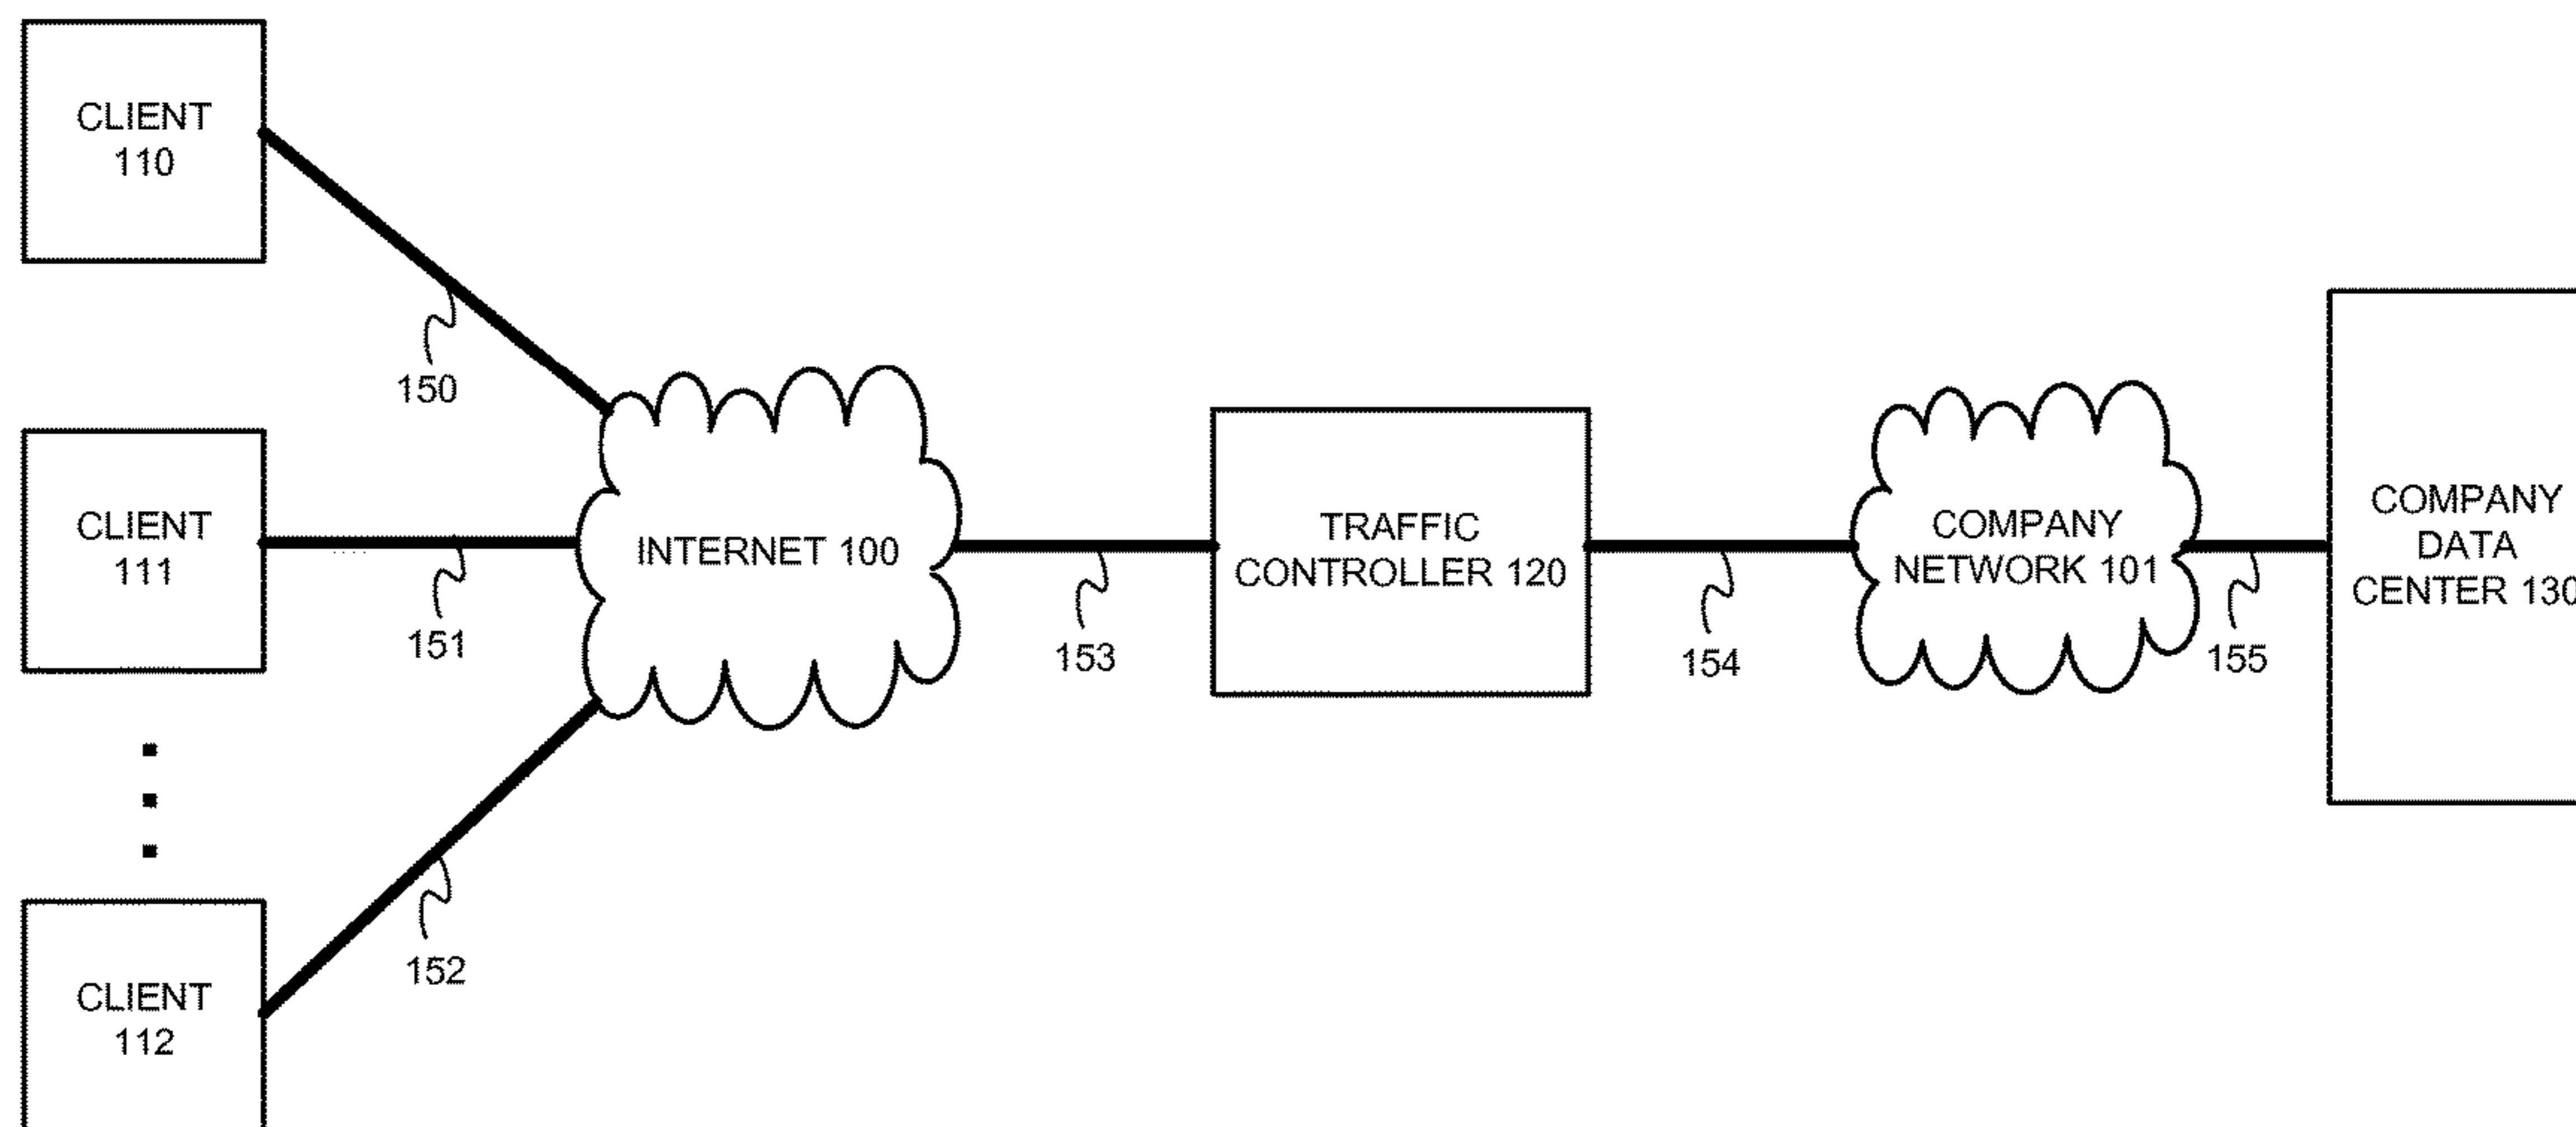 CLIENT
110
150
CLIENT
111
151
INTERNET 100
153
TRAFFIC
CONTROLLER 120
154
COMPANY
NETWORK 101
155
COMPANY
DATA
CENTER 130
152
CLIENT
112